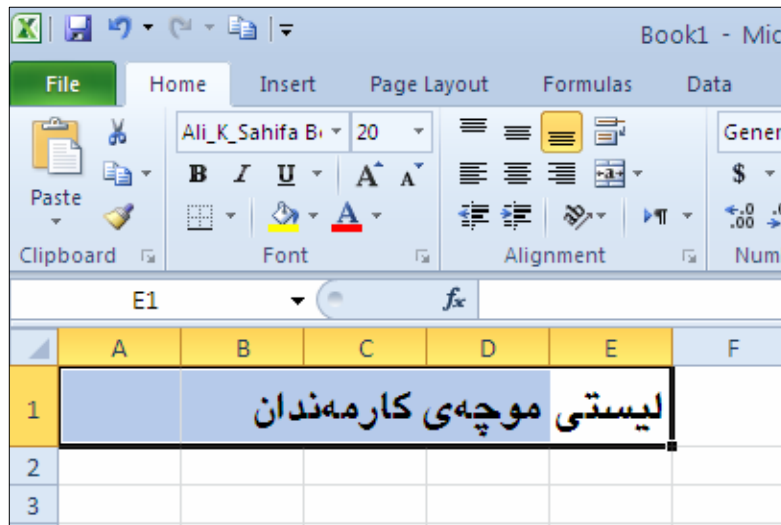 Book1 - Mic
File Home Insert Page Layout Formulas Data
Ali_K_Sahifa B 20 Gener
Paste B I U A A $
A .00
Clipboard Font Alignment Num
E1 fx
A B C D E F
1 لیستی موچەی کارمەندان
2
3